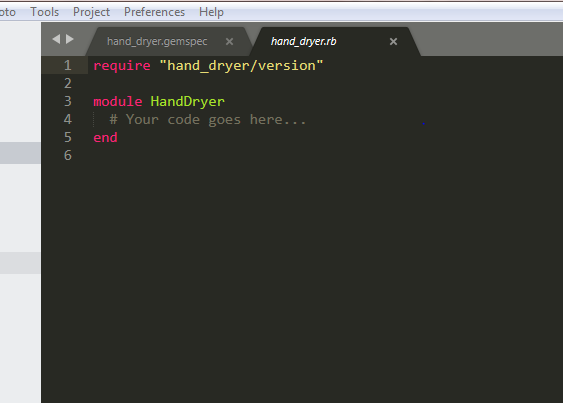 oto Tools Project Preferences Help
hand_dryer.gemspec × hand_dryer.rb ×
1 require "hand_dryer/version"
2
3 module HandDryer
4 # Your code goes here...
5 end
6